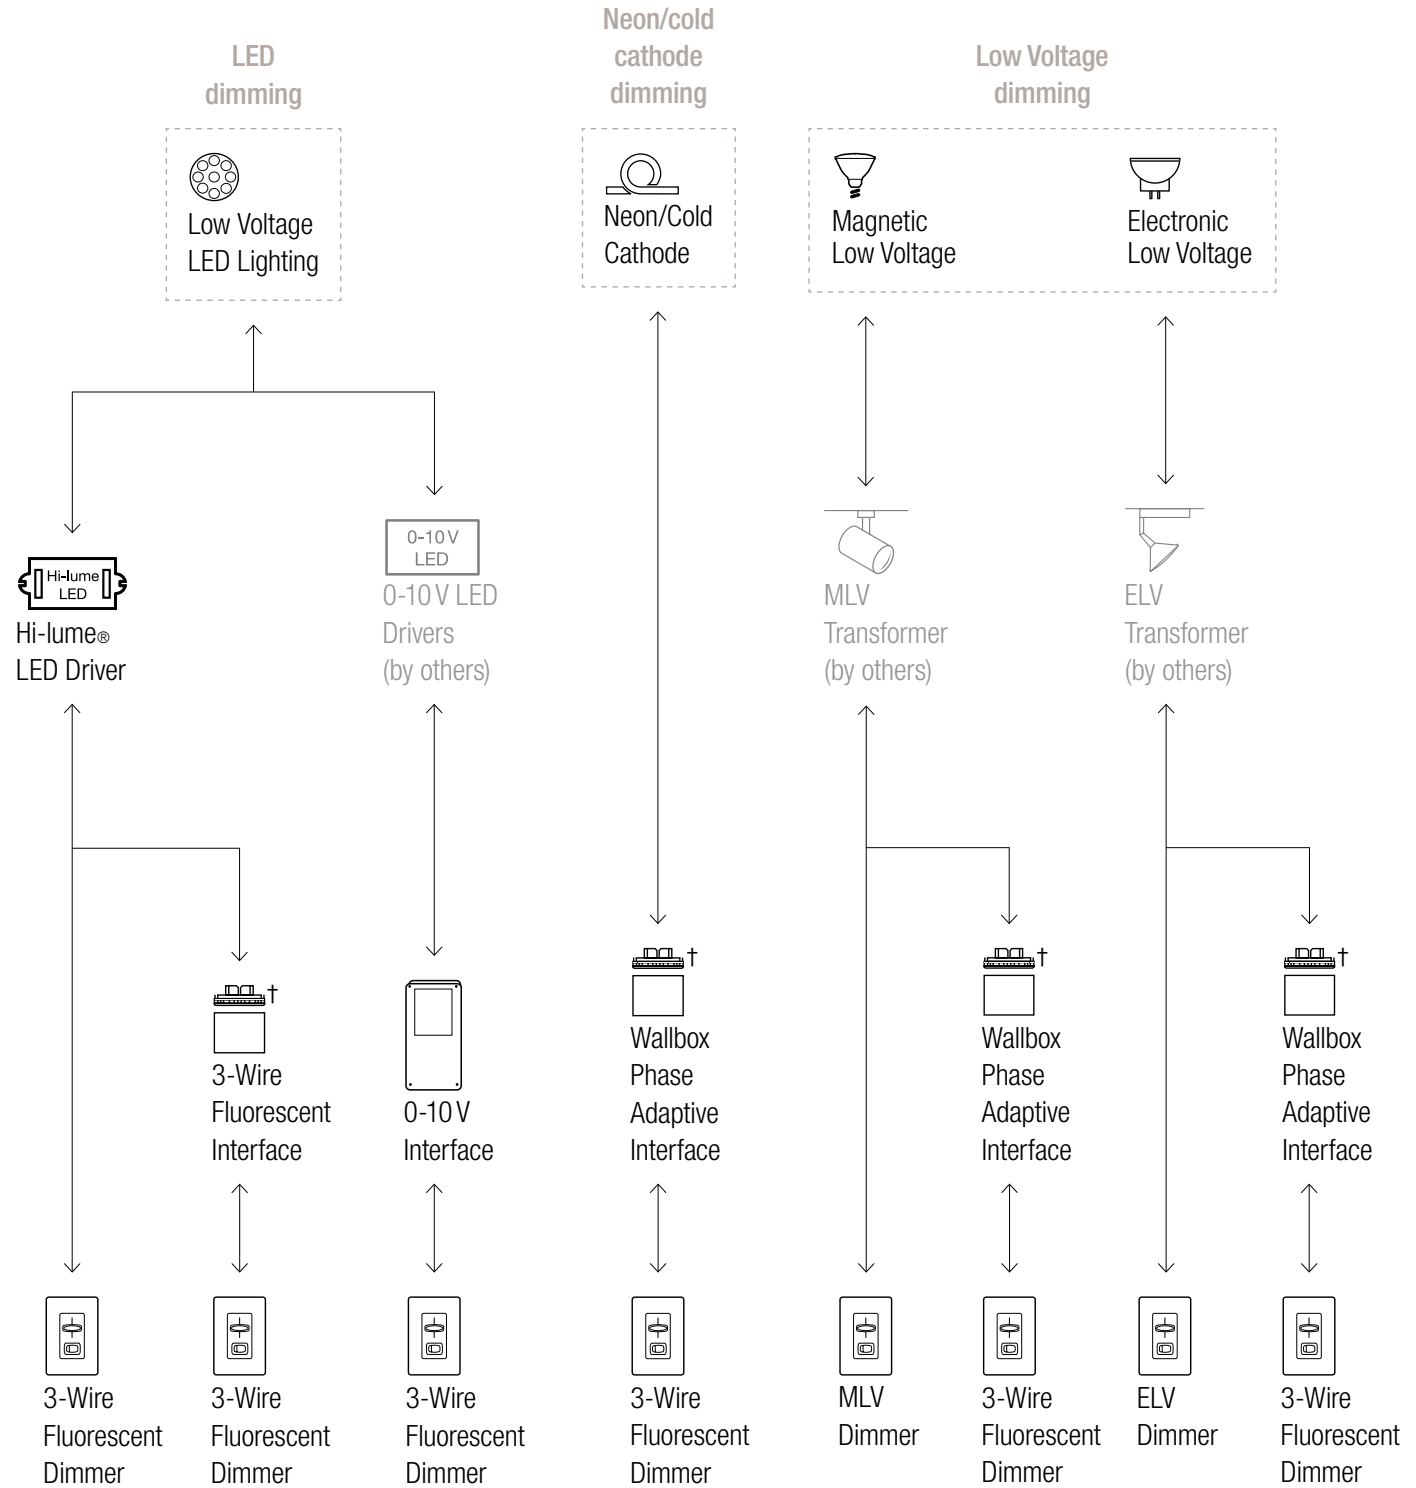 LED
dimming
Neon/cold
cathode
dimming
Low Voltage
dimming
Low Voltage
LED Lighting
Neon/Cold
Cathode
Magnetic
Low Voltage
Electronic
Low Voltage
Hi-lume
LED
Hi-lume®
LED Driver
0-10 V
LED
0-10 V LED
Drivers
(by others)
MLV
Transformer
(by others)
ELV
Transformer
(by others)
†
3-Wire
Fluorescent
Interface
0-10 V
Interface
†
Wallbox
Phase
Adaptive
Interface
†
Wallbox
Phase
Adaptive
Interface
†
Wallbox
Phase
Adaptive
Interface
3-Wire
Fluorescent
Dimmer
3-Wire
Fluorescent
Dimmer
3-Wire
Fluorescent
Dimmer
3-Wire
Fluorescent
Dimmer
MLV
Dimmer
3-Wire
Fluorescent
Dimmer
ELV
Dimmer
3-Wire
Fluorescent
Dimmer